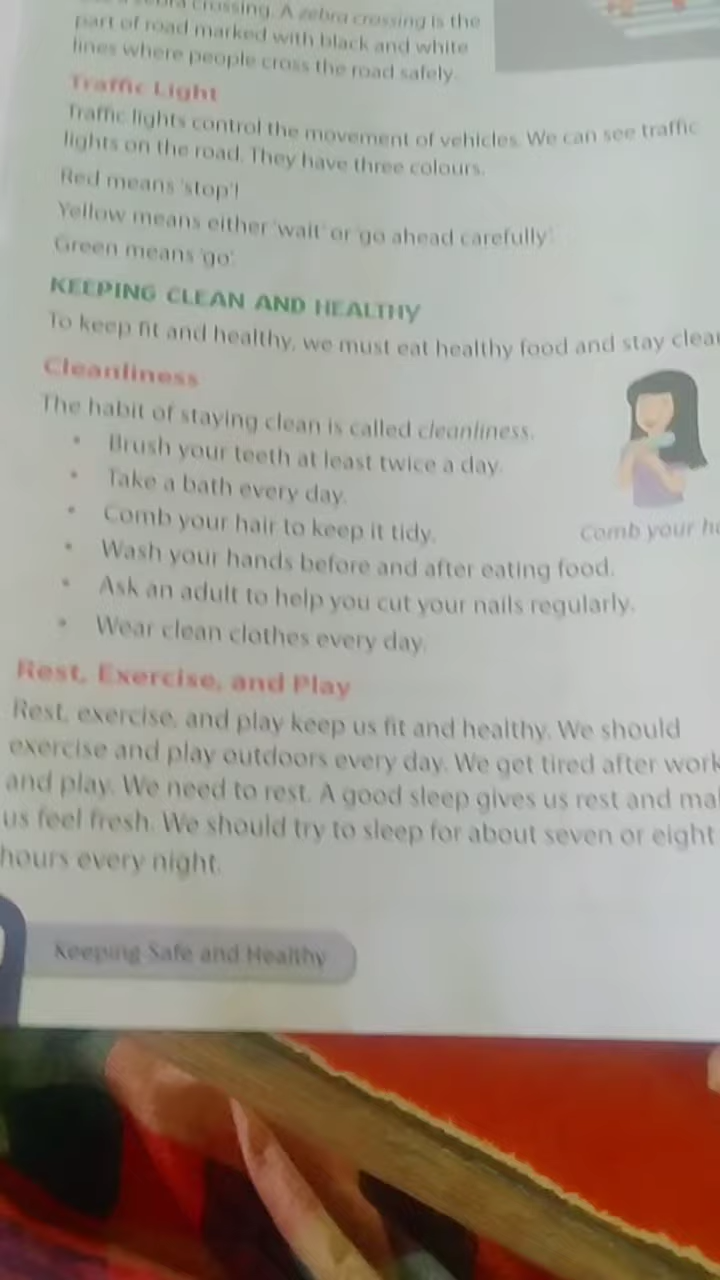 crossing. A zebra crossing is the
part of road marked with black and white
lines where people cross the road safely.
Traffic Light
Traffic lights control the movement of vehicles. We can see traffic
lights on the road. They have three colours.
Red means 'stop'!
Yellow means either 'wait' or 'go ahead carefully'.
Green means 'go'.
KEEPING CLEAN AND HEALTHY
To keep fit and healthy, we must eat healthy food and stay clea
Cleanliness
The habit of staying clean is called cleanliness.
• Brush your teeth at least twice a day.
• Take a bath every day.
• Comb your hair to keep it tidy.
Comb your ha
• Wash your hands before and after eating food.
• Ask an adult to help you cut your nails regularly.
• Wear clean clothes every day.
Rest, Exercise, and Play
Rest, exercise, and play keep us fit and healthy. We should
exercise and play outdoors every day. We get tired after work
and play. We need to rest. A good sleep gives us rest and ma
us feel fresh. We should try to sleep for about seven or eight
hours every night.
Keeping Safe and Healthy